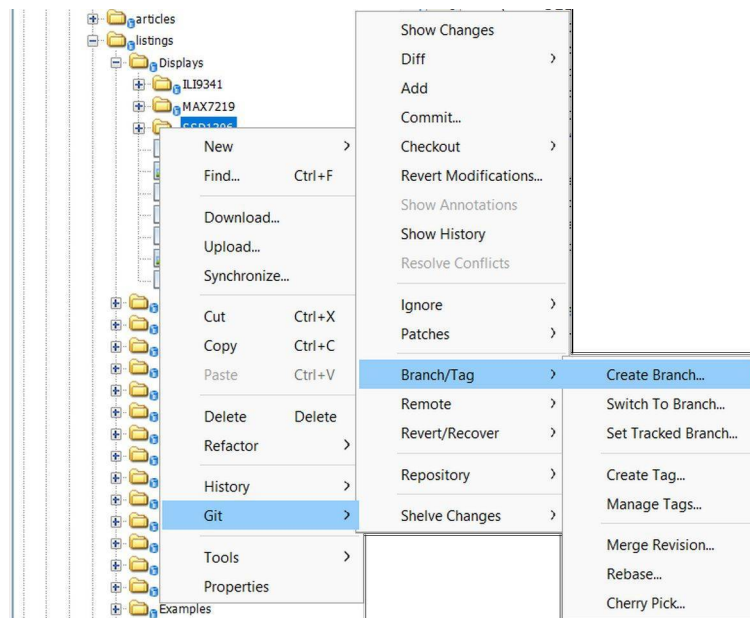 articles
listings
Displays
ILI9341
MAX7219
SSD1306
New
Find... Ctrl+F
Download...
Upload...
Synchronize...
Cut Ctrl+X
Copy Ctrl+C
Paste Ctrl+V
Delete Delete
Refactor
History
Git
Tools
Properties
Examples
Show Changes
Diff
Add
Commit...
Checkout
Revert Modifications...
Show Annotations
Show History
Resolve Conflicts
Ignore
Patches
Branch/Tag
Remote
Revert/Recover
Repository
Shelve Changes
Create Branch...
Switch To Branch...
Set Tracked Branch...
Create Tag...
Manage Tags...
Merge Revision...
Rebase...
Cherry Pick...